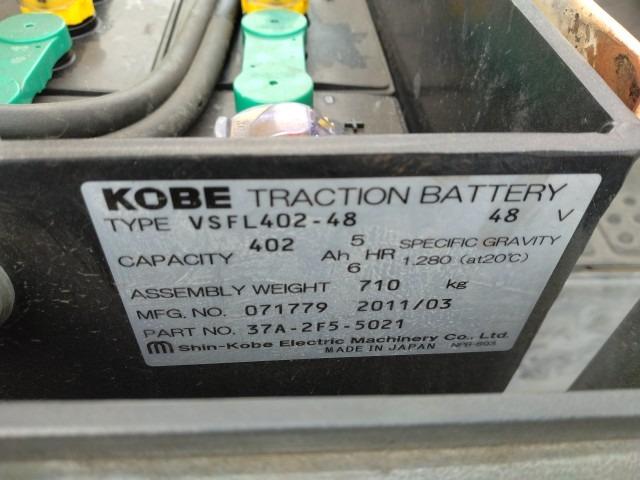 KOBE TRACTION BATTERY
TYPE VSFL402-48 48 V
CAPACITY 402 Ah 5 HR SPECIFIC GRAVITY
6 1.280 (at20℃)
ASSEMBLY WEIGHT 710 kg
MFG. NO. 071779 2011/03
PART NO. 37A-2F5-5021
Shin-Kobe Electric Machinery Co., Ltd.
MADE IN JAPAN
+